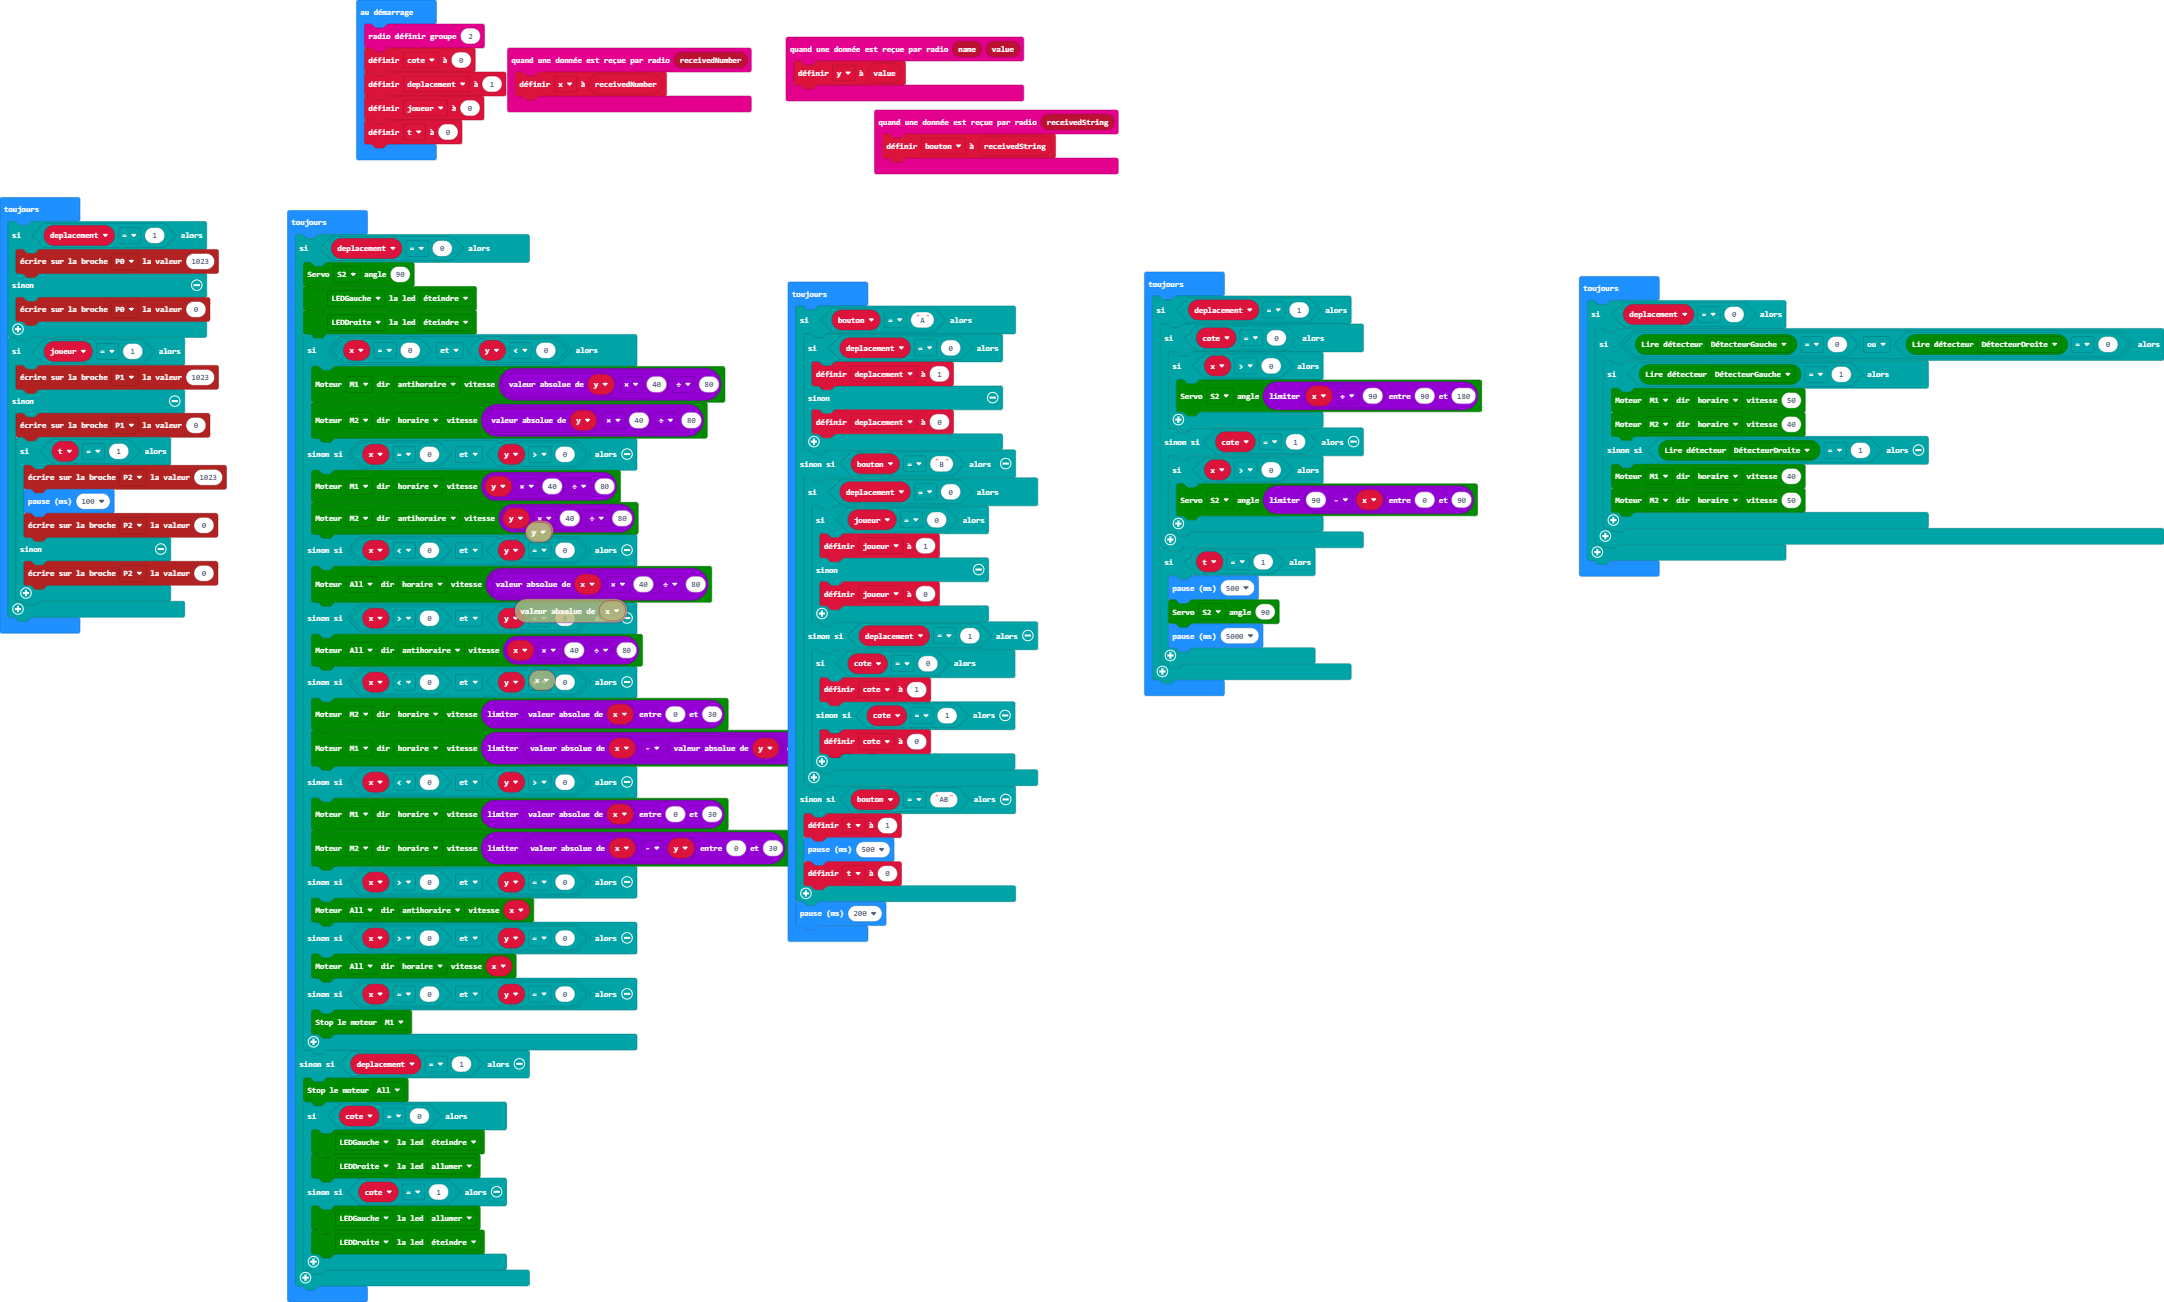 au démarrage
radio définir groupe 2
définir cote à 0
définir deplacement à 1
définir joueur à 0
définir t à 0
quand une donnée est reçue par radio receivedNumber
définir x à receivedNumber
quand une donnée est reçue par radio name value
définir y à value
quand une donnée est reçue par radio receivedString
définir bouton à receivedString
toujours
si deplacement = 1 alors
écrire sur la broche P0 la valeur 1023
sinon
écrire sur la broche P0 la valeur 0
si joueur = 1 alors
écrire sur la broche P1 la valeur 1023
sinon
écrire sur la broche P1 la valeur 0
si t = 1 alors
écrire sur la broche P2 la valeur 1023
pause (ms) 100
écrire sur la broche P2 la valeur 0
sinon
écrire sur la broche P2 la valeur 0
toujours
si deplacement = 0 alors
Servo S2 angle 90
LEDGauche la led éteindre
LEDDroite la led éteindre
si x = 0 et y < 0 alors
Moteur M1 dir antihoraire vitesse valeur absolue de y × 40 ÷ 80
Moteur M2 dir horaire vitesse valeur absolue de y × 40 ÷ 80
sinon si x = 0 et y > 0 alors
Moteur M1 dir horaire vitesse y × 40 ÷ 80
Moteur M2 dir antihoraire vitesse y × 40 ÷ 80
y
sinon si x < 0 et y = 0 alors
Moteur All dir horaire vitesse valeur absolue de x × 40 ÷ 80
valeur absolue de x
sinon si x > 0 et y
Moteur All dir antihoraire vitesse x × 40 ÷ 80
sinon si x < 0 et y x 0 alors
Moteur M2 dir horaire vitesse limiter valeur absolue de x entre 0 et 30
Moteur M1 dir horaire vitesse limiter valeur absolue de x - valeur absolue de y
sinon si x < 0 et y > 0 alors
Moteur M1 dir horaire vitesse limiter valeur absolue de x entre 0 et 30
Moteur M2 dir horaire vitesse limiter valeur absolue de x - y entre 0 et 30
sinon si x > 0 et y = 0 alors
Moteur All dir antihoraire vitesse x
sinon si x > 0 et y = 0 alors
Moteur All dir horaire vitesse x
sinon si x = 0 et y = 0 alors
Stop le moteur M1
sinon si deplacement = 1 alors
Stop le moteur All
si cote = 0 alors
LEDGauche la led éteindre
LEDDroite la led allumer
sinon si cote = 1 alors
LEDGauche la led allumer
LEDDroite la led éteindre
toujours
si bouton = "A" alors
si deplacement = 0 alors
définir deplacement à 1
sinon
définir deplacement à 0
sinon si bouton = "B" alors
si deplacement = 0 alors
si joueur = 0 alors
définir joueur à 1
sinon
définir joueur à 0
sinon si deplacement = 1 alors
si cote = 0 alors
définir cote à 1
sinon si cote = 1 alors
définir cote à 0
sinon si bouton = "AB" alors
définir t à 1
pause (ms) 500
définir t à 0
pause (ms) 200
toujours
si deplacement = 1 alors
si cote = 0 alors
si x > 0 alors
Servo S2 angle limiter x + 90 entre 90 et 180
sinon si cote = 1 alors
si x > 0 alors
Servo S2 angle limiter 90 - x entre 0 et 90
si t = 1 alors
pause (ms) 500
Servo S2 angle 90
pause (ms) 5000
toujours
si deplacement = 0 alors
si Lire détecteur DétecteurGauche = 0 ou Lire détecteur DétecteurDroite = 0 alors
si Lire détecteur DétecteurGauche = 1 alors
Moteur M1 dir horaire vitesse 50
Moteur M2 dir horaire vitesse 40
sinon si Lire détecteur DétecteurDroite = 1 alors
Moteur M1 dir horaire vitesse 40
Moteur M2 dir horaire vitesse 50